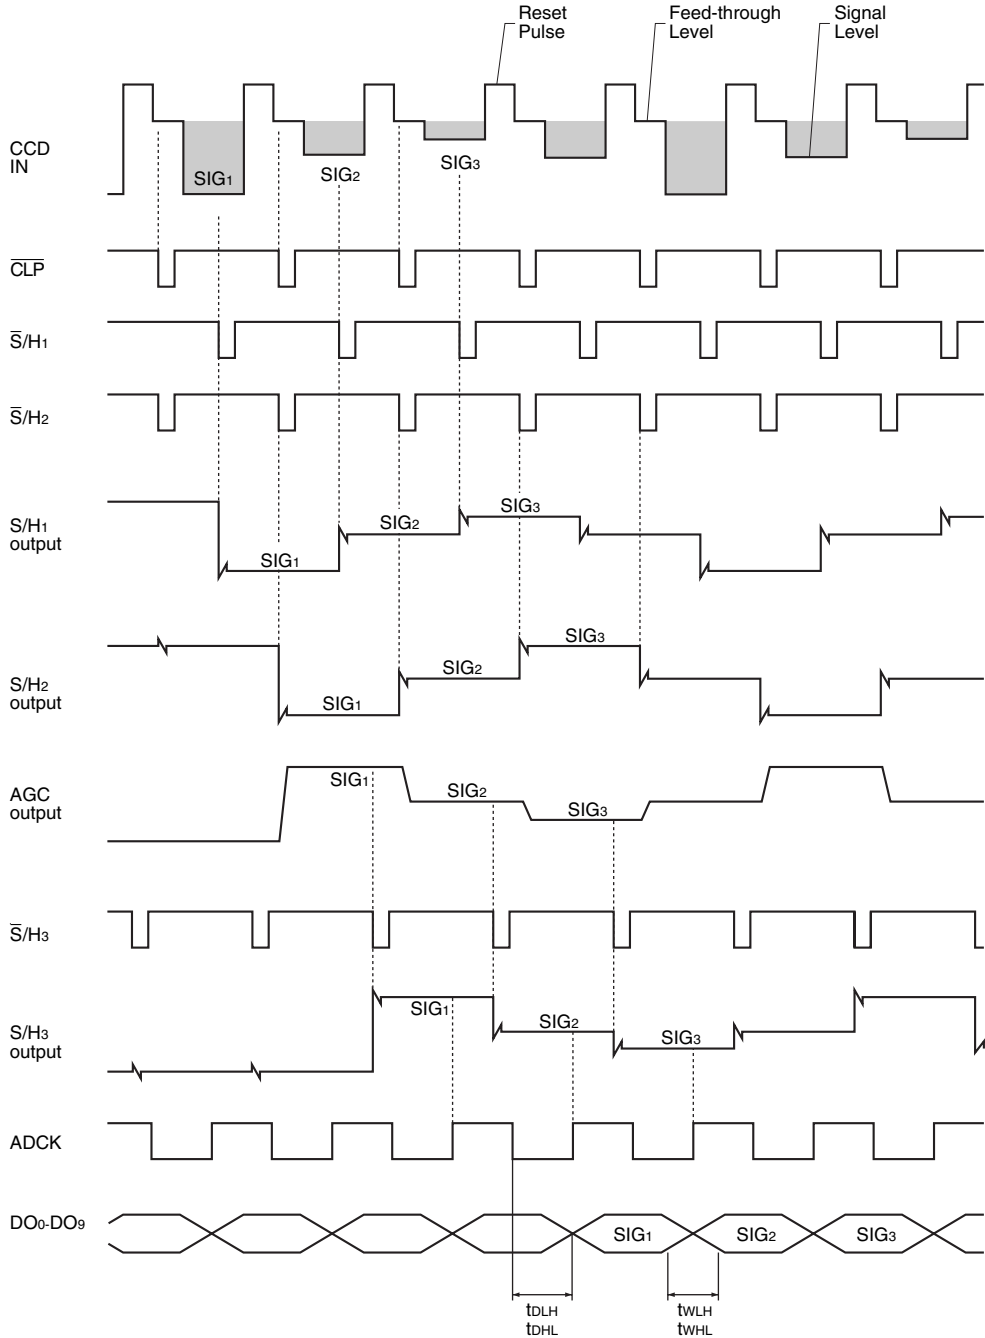 Reset
Pulse
Feed-through
Level
Signal
Level
CCD
IN
SIG1
SIG2
SIG3
CLP
S/H1
S/H2
S/H1
output
SIG1
SIG2
SIG3
S/H2
output
SIG1
SIG2
SIG3
AGC
output
SIG1
SIG2
SIG3
S/H3
S/H3
output
SIG1
SIG2
SIG3
ADCK
DO0-DO9
SIG1
SIG2
SIG3
tDLH
tDHL
tWLH
tWHL